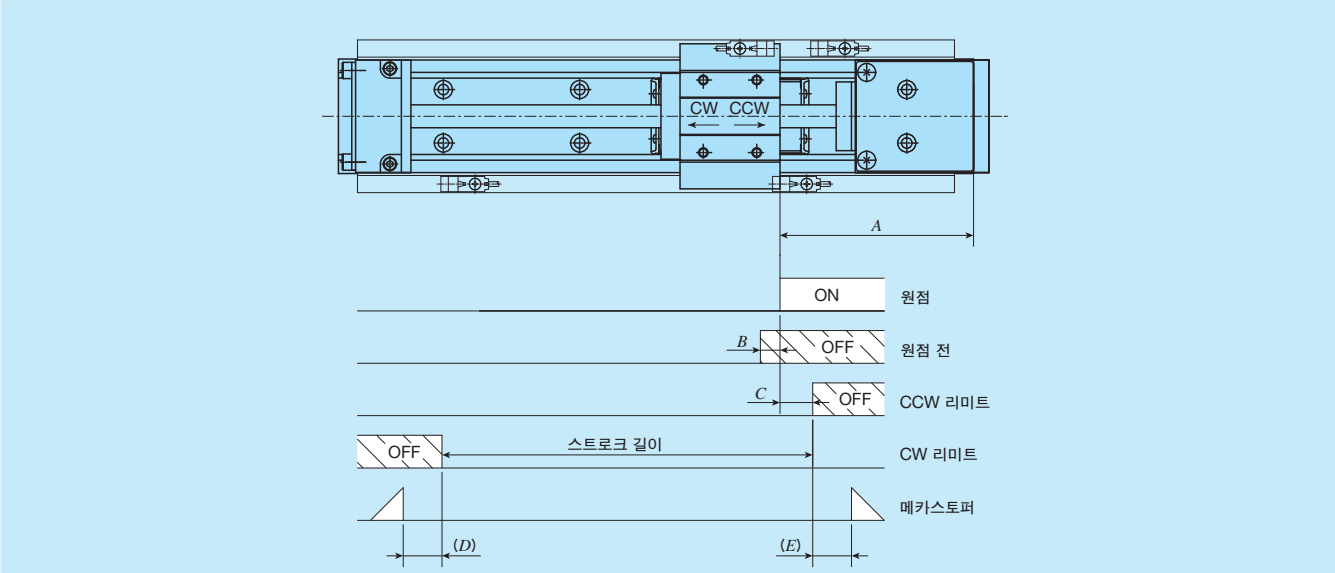 CW CCW
A
ON 원점
B OFF 원점 전
C OFF CCW 리미트
OFF 스트로크 길이 CW 리미트
메카스토퍼
(D) (E)